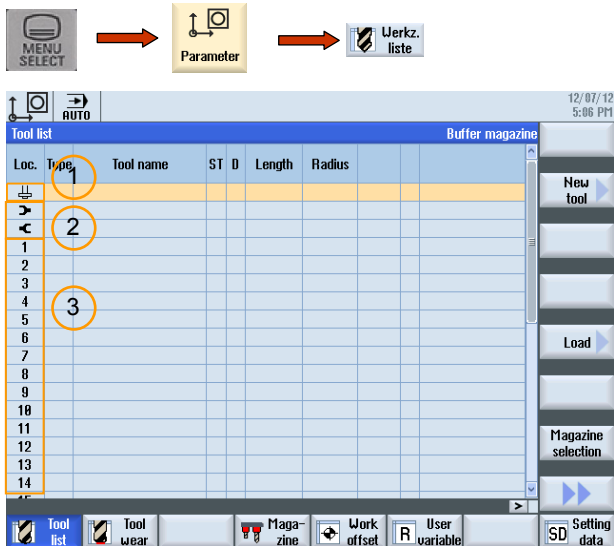 MENU
SELECT
Parameter
Werkz.
liste
12/07/12
5:06 PM
AUTO
Tool list
Buffer magazine
Loc. Type Tool name ST D Length Radius
1
2
3
1
2
3
4
5
6
7
8
9
10
11
12
13
14
New
tool
Load
Magazine
selection
Tool
list
Tool
wear
Maga-
zine
Work
offset
R User
variable
SD Setting
data